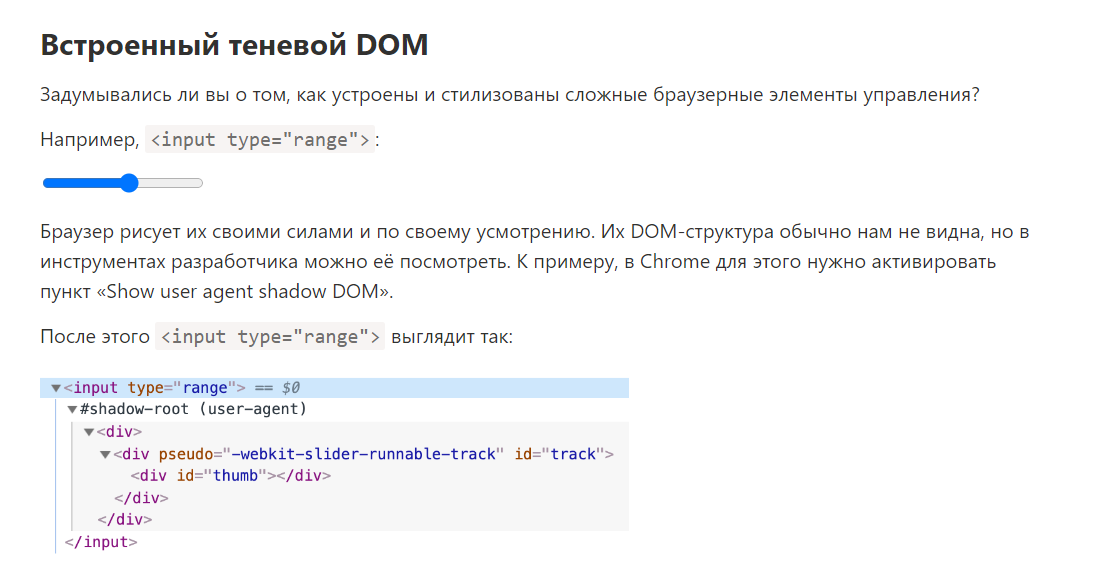 Встроенный теневой DOM
Задумывались ли вы о том, как устроены и стилизованы сложные браузерные элементы управления?
Например, <input type="range">:
Браузер рисует их своими силами и по своему усмотрению. Их DOM-структура обычно нам не видна, но в
инструментах разработчика можно её посмотреть. К примеру, в Chrome для этого нужно активировать
пункт «Show user agent shadow DOM».
После этого <input type="range"> выглядит так:
▼<input type="range"> == $0
▼#shadow-root (user-agent)
▼<div>
▼<div pseudo="-webkit-slider-runnable-track" id="track">
<div id="thumb"></div>
</div>
</div>
</input>